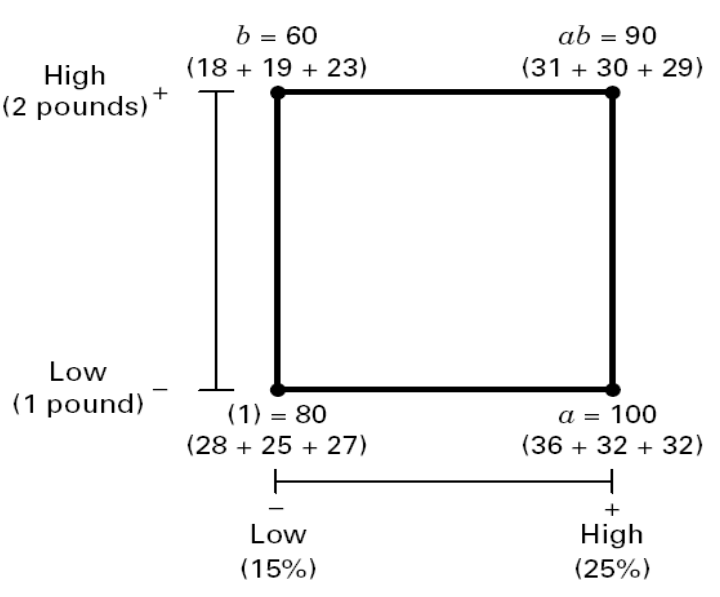 b = 60
ab = 90
(18 + 19 + 23)
(31 + 30 + 29)
High
(2 pounds)
+
Low
(1 pound)
−
(1) = 80
a = 100
(28 + 25 + 27)
(36 + 32 + 32)
−
+
Low
High
(15%)
(25%)